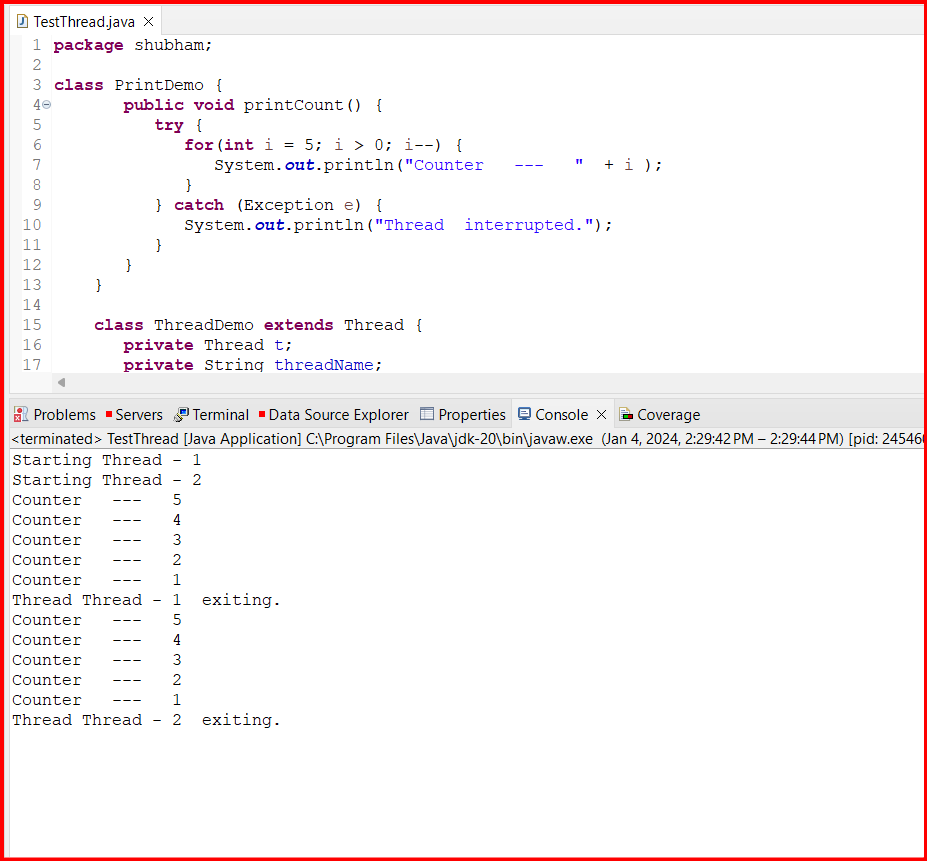 TestThread.java
1 package shubham;
2
3 class PrintDemo {
4 public void printCount() {
5 try {
6 for(int i = 5; i > 0; i--) {
7 System.out.println("Counter   ---   "  + i );
8 }
9 } catch (Exception e) {
10 System.out.println("Thread  interrupted.");
11 }
12 }
13 }
14
15 class ThreadDemo extends Thread {
16 private Thread t;
17 private String threadName;
Problems Servers Terminal Data Source Explorer Properties Console Coverage
<terminated> TestThread [Java Application] C:\Program Files\Java\jdk-20\bin\javaw.exe (Jan 4, 2024, 2:29:42 PM – 2:29:44 PM) [pid: 24546
Starting Thread - 1
Starting Thread - 2
Counter   ---   5
Counter   ---   4
Counter   ---   3
Counter   ---   2
Counter   ---   1
Thread Thread - 1  exiting.
Counter   ---   5
Counter   ---   4
Counter   ---   3
Counter   ---   2
Counter   ---   1
Thread Thread - 2  exiting.